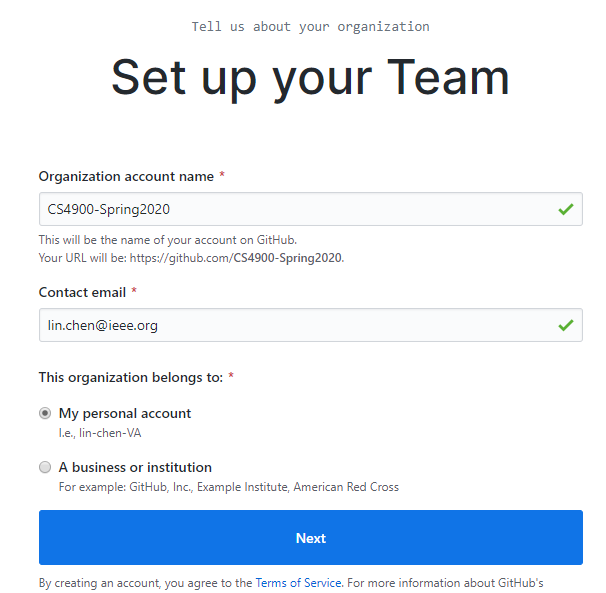 Tell us about your organization
Set up your Team
Organization account name *
CS4900-Spring2020
This will be the name of your account on GitHub.
Your URL will be: https://github.com/CS4900-Spring2020.
Contact email *
lin.chen@ieee.org
This organization belongs to: *
My personal account
I.e., lin-chen-VA
A business or institution
For example: GitHub, Inc., Example Institute, American Red Cross
Next
By creating an account, you agree to the Terms of Service. For more information about GitHub's